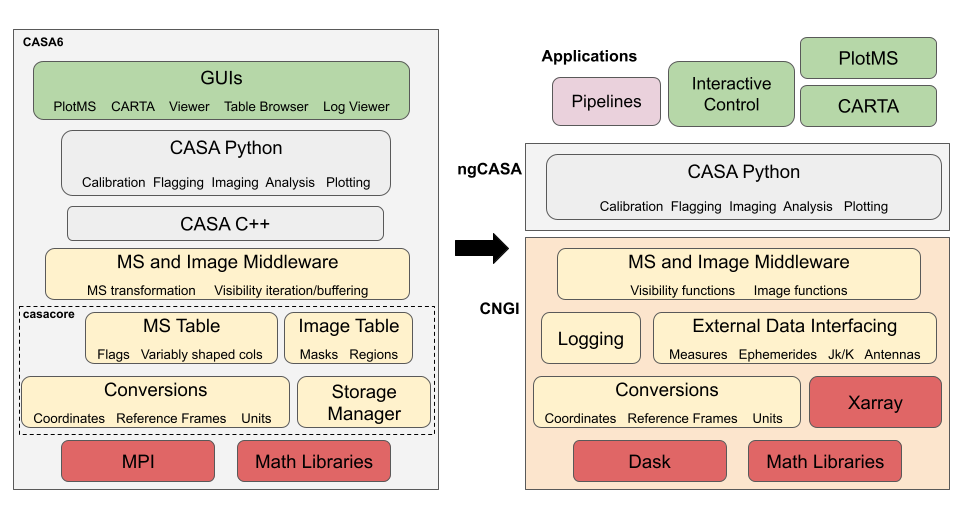 CASA6
GUIs
PlotMS CARTA Viewer Table Browser Log Viewer
CASA Python
Calibration Flagging Imaging Analysis Plotting
CASA C++
MS and Image Middleware
MS transformation Visibility iteration/buffering
casacore
MS Table
Flags Variably shaped cols
Image Table
Masks Regions
Conversions
Coordinates Reference Frames Units
Storage
Manager
MPI
Math Libraries
Applications
Pipelines
Interactive
Control
PlotMS
CARTA
ngCASA
CASA Python
Calibration Flagging Imaging Analysis Plotting
CNGI
MS and Image Middleware
Visibility functions Image functions
Logging
External Data Interfacing
Measures Ephemerides Jk/K Antennas
Conversions
Coordinates Reference Frames Units
Xarray
Dask
Math Libraries